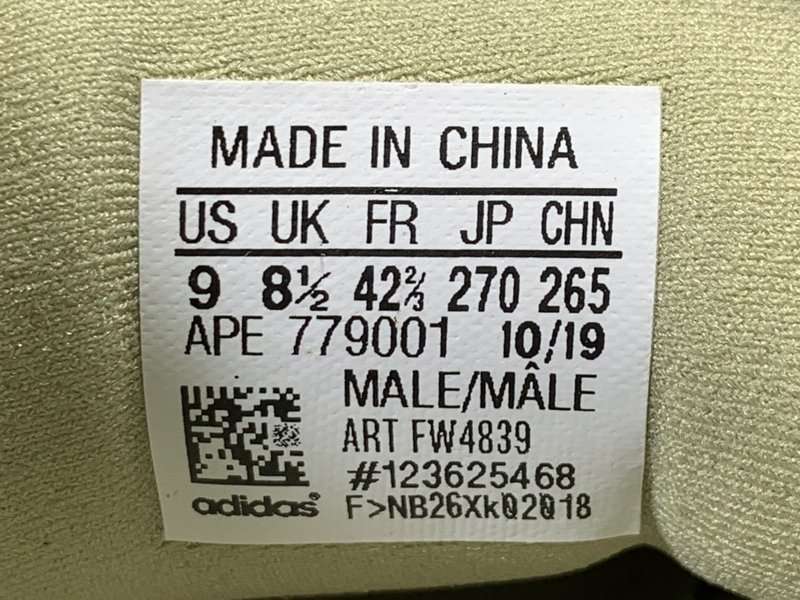 MADE IN CHINA
US UK FR JP CHN
9 8½ 42⅔ 270 265
APE 779001 10/19
MALE/MÂLE
ART FW4839
#123625468
adidas® F>NB26Xk02018